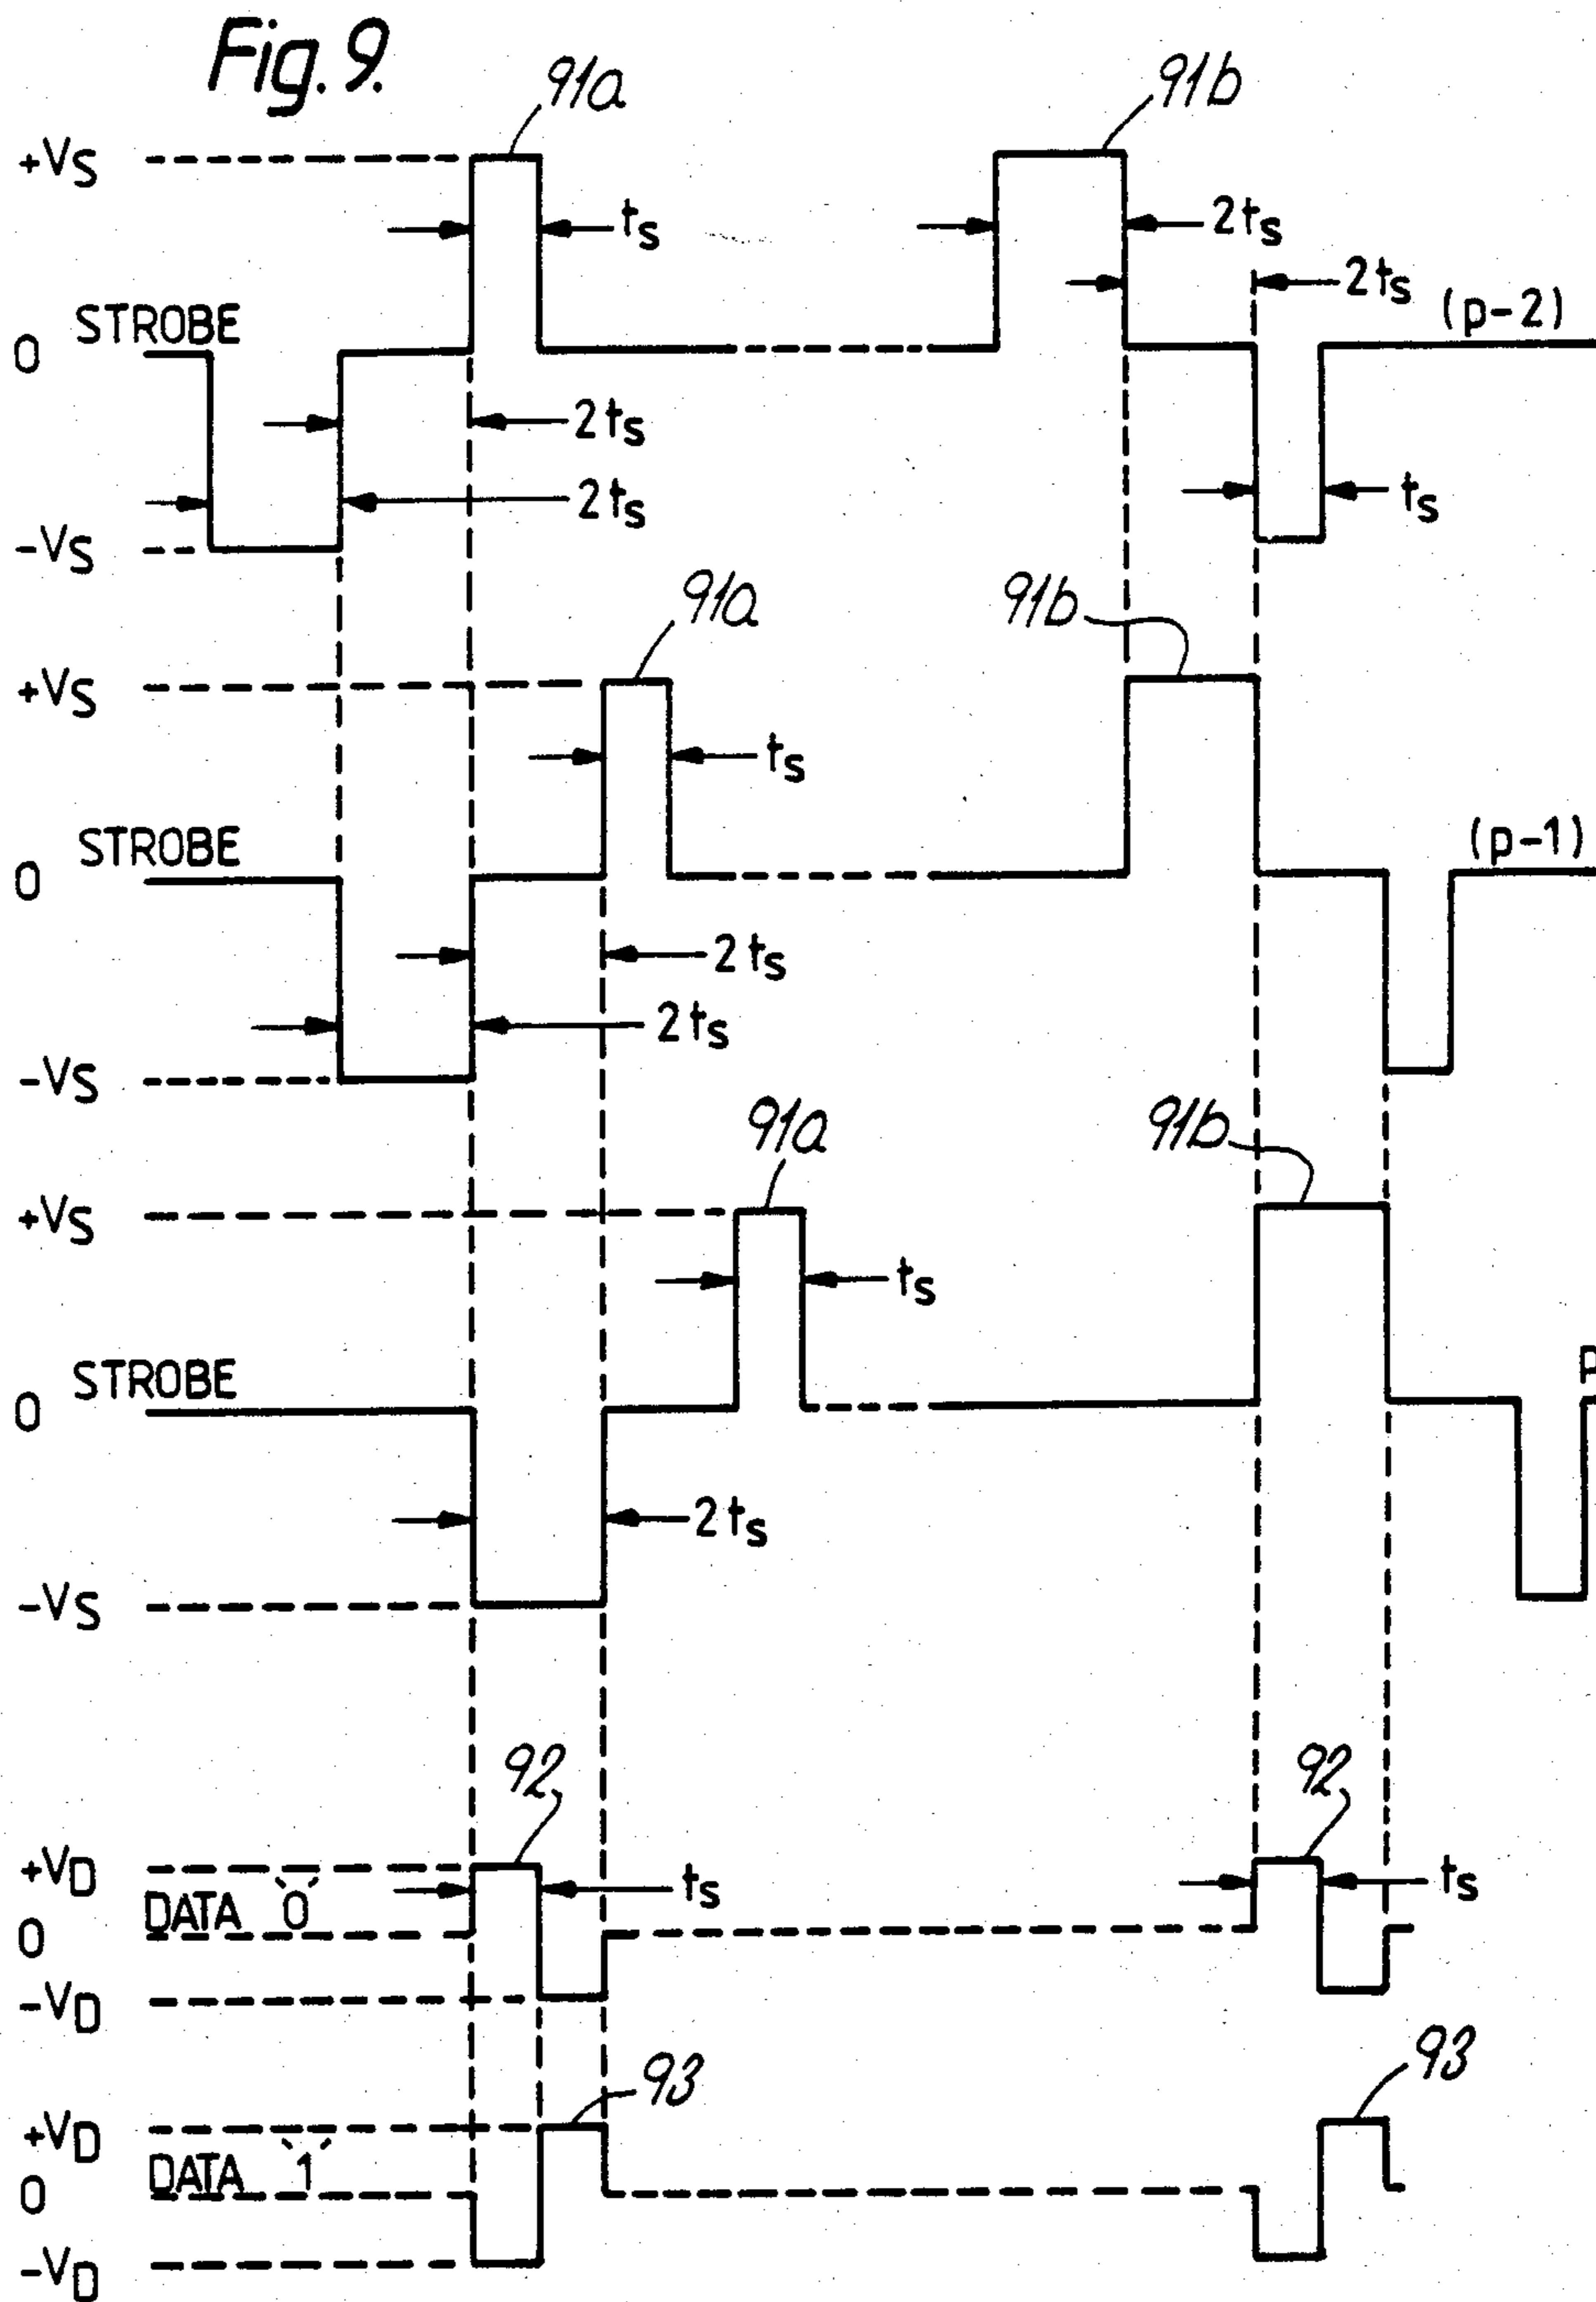 Fig. 9.
91a
91b
+VS
ts
2ts
2ts
STROBE
(p-2)
0
2ts
2ts
ts
-VS
91a
91b
+VS
ts
STROBE
(p-1)
0
2ts
2ts
-VS
91a
91b
+VS
ts
STROBE
p
0
2ts
-VS
92
92
+VD
ts
ts
DATA '0'
0
-VD
93
93
+VD
DATA '1'
0
-VD